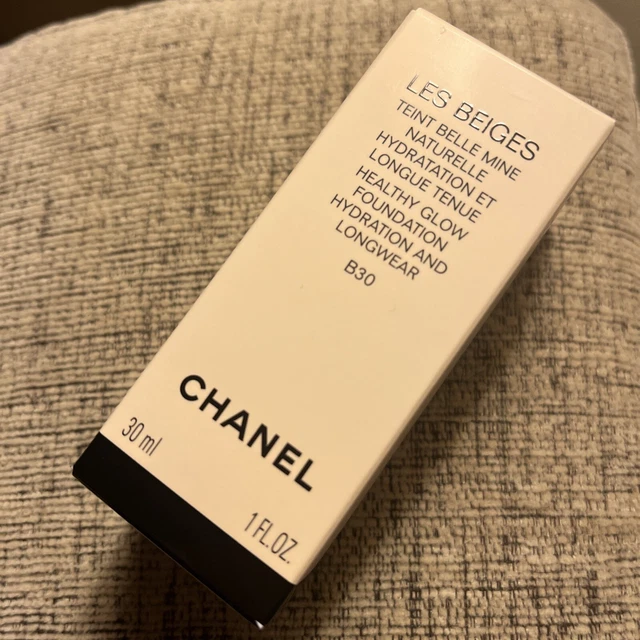 LES BEIGES
TEINT BELLE MINE
NATURELLE
HYDRATATION ET
LONGUE TENUE
HEALTHY GLOW
FOUNDATION
HYDRATION AND
LONGWEAR
B30
CHANEL
30 ml
1 FL.OZ.